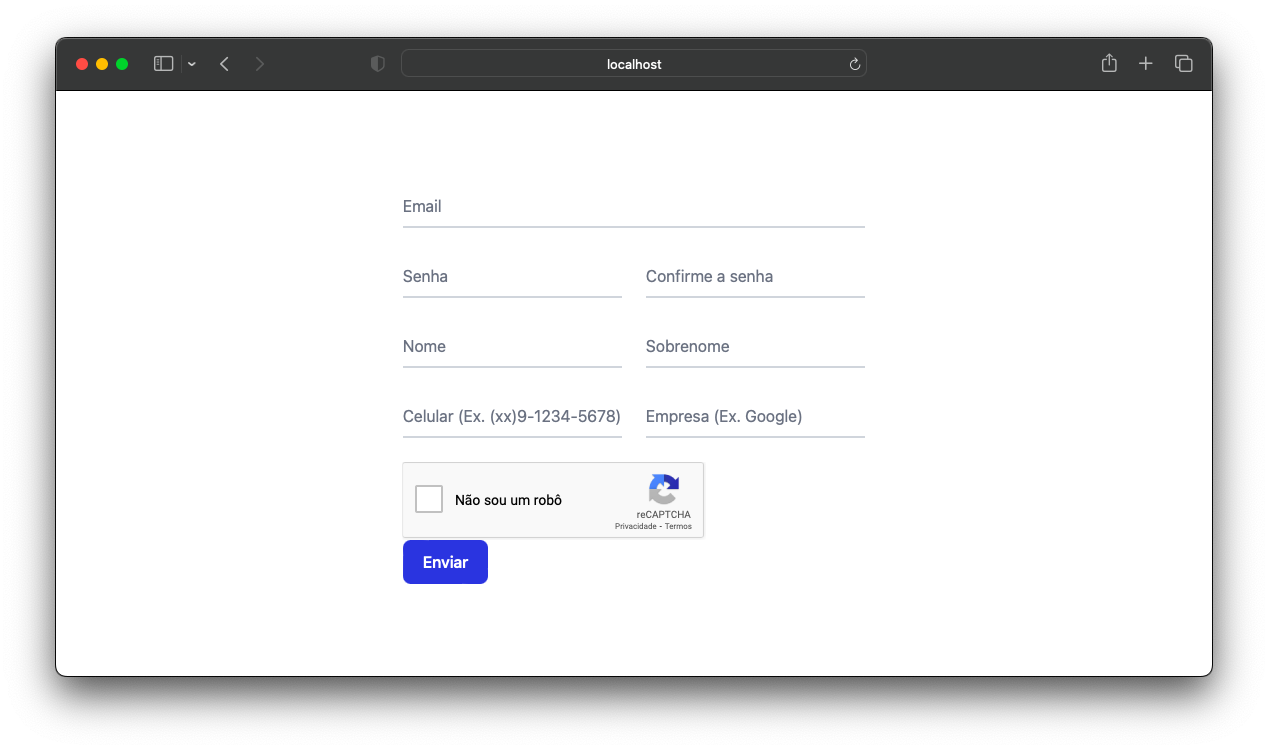 localhost
Email
Senha
Confirme a senha
Nome
Sobrenome
Celular (Ex. (xx)9-1234-5678)
Empresa (Ex. Google)
Não sou um robô
reCAPTCHA
Privacidade - Termos
Enviar